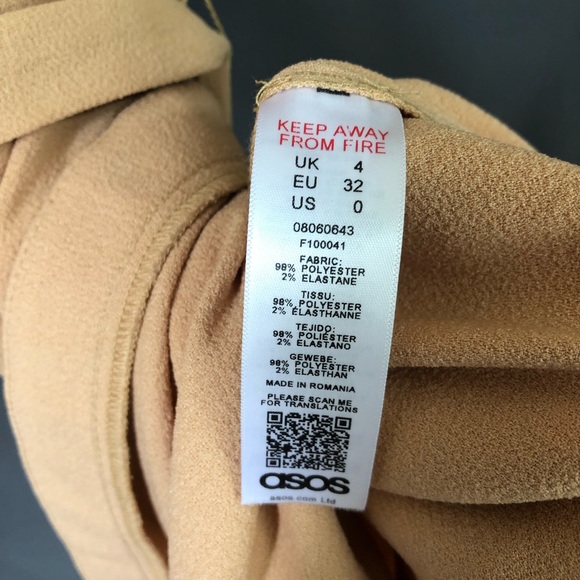 KEEP AWAY
FROM FIRE
UK 4
EU 32
US 0
08060643
F100041
FABRIC:
98% POLYESTER
2% ELASTANE
TISSU:
98% POLYESTER
2% ÉLASTHANNE
TEJIDO:
98% POLIÉSTER
2% ELASTANO
GEWEBE:
98% POLYESTER
2% ELASTHAN
MADE IN ROMANIA
PLEASE SCAN ME
FOR TRANSLATIONS
asos
asos.com Ltd